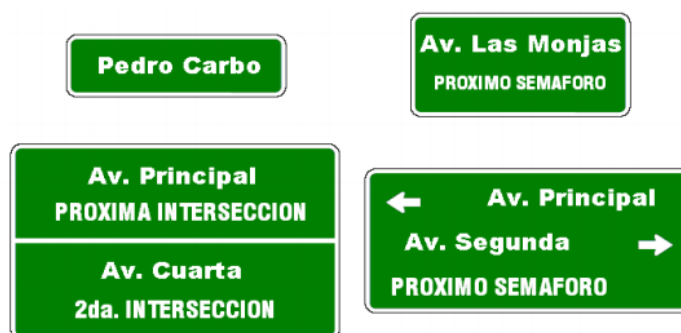 Pedro Carbo
Av. Las Monjas
PROXIMO SEMAFORO
Av. Principal
PROXIMA INTERSECCION
Av. Cuarta
2da. INTERSECCION
Av. Principal
Av. Segunda
PROXIMO SEMAFORO